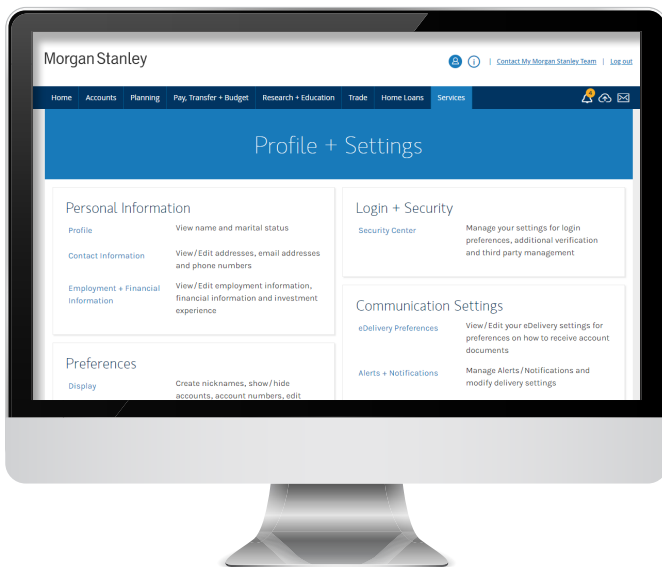 Morgan Stanley
Contact My Morgan Stanley Team | Log out
Home Accounts Planning Pay, Transfer + Budget Research + Education Trade Home Loans Services
4
Profile + Settings
Personal Information
Profile View name and marital status
Contact Information View/Edit addresses, email addresses
and phone numbers
Employment + Financial View/Edit employment information,
Information financial information and investment
experience
Preferences
Display Create nicknames, show/hide
accounts, account numbers, edit
Login + Security
Security Center Manage your settings for login
preferences, additional verification
and third party management
Communication Settings
eDelivery Preferences View/Edit your eDelivery settings for
preferences on how to receive account
documents
Alerts + Notifications Manage Alerts/Notifications and
modify delivery settings